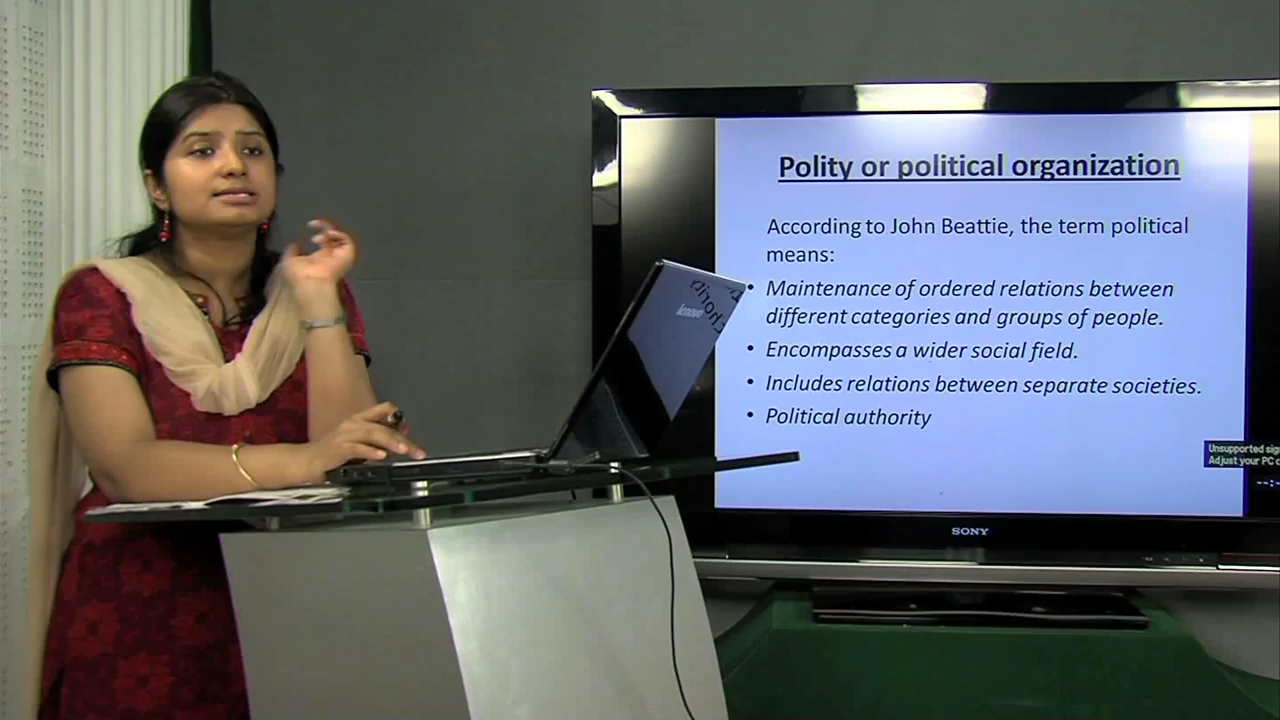 Polity or political organization
According to John Beattie, the term political
means:
• Maintenance of ordered relations between
different categories and groups of people.
• Encompasses a wider social field.
• Includes relations between separate societies.
• Political authority
Unsupported sig
Adjust your PC
SONY
lenovo